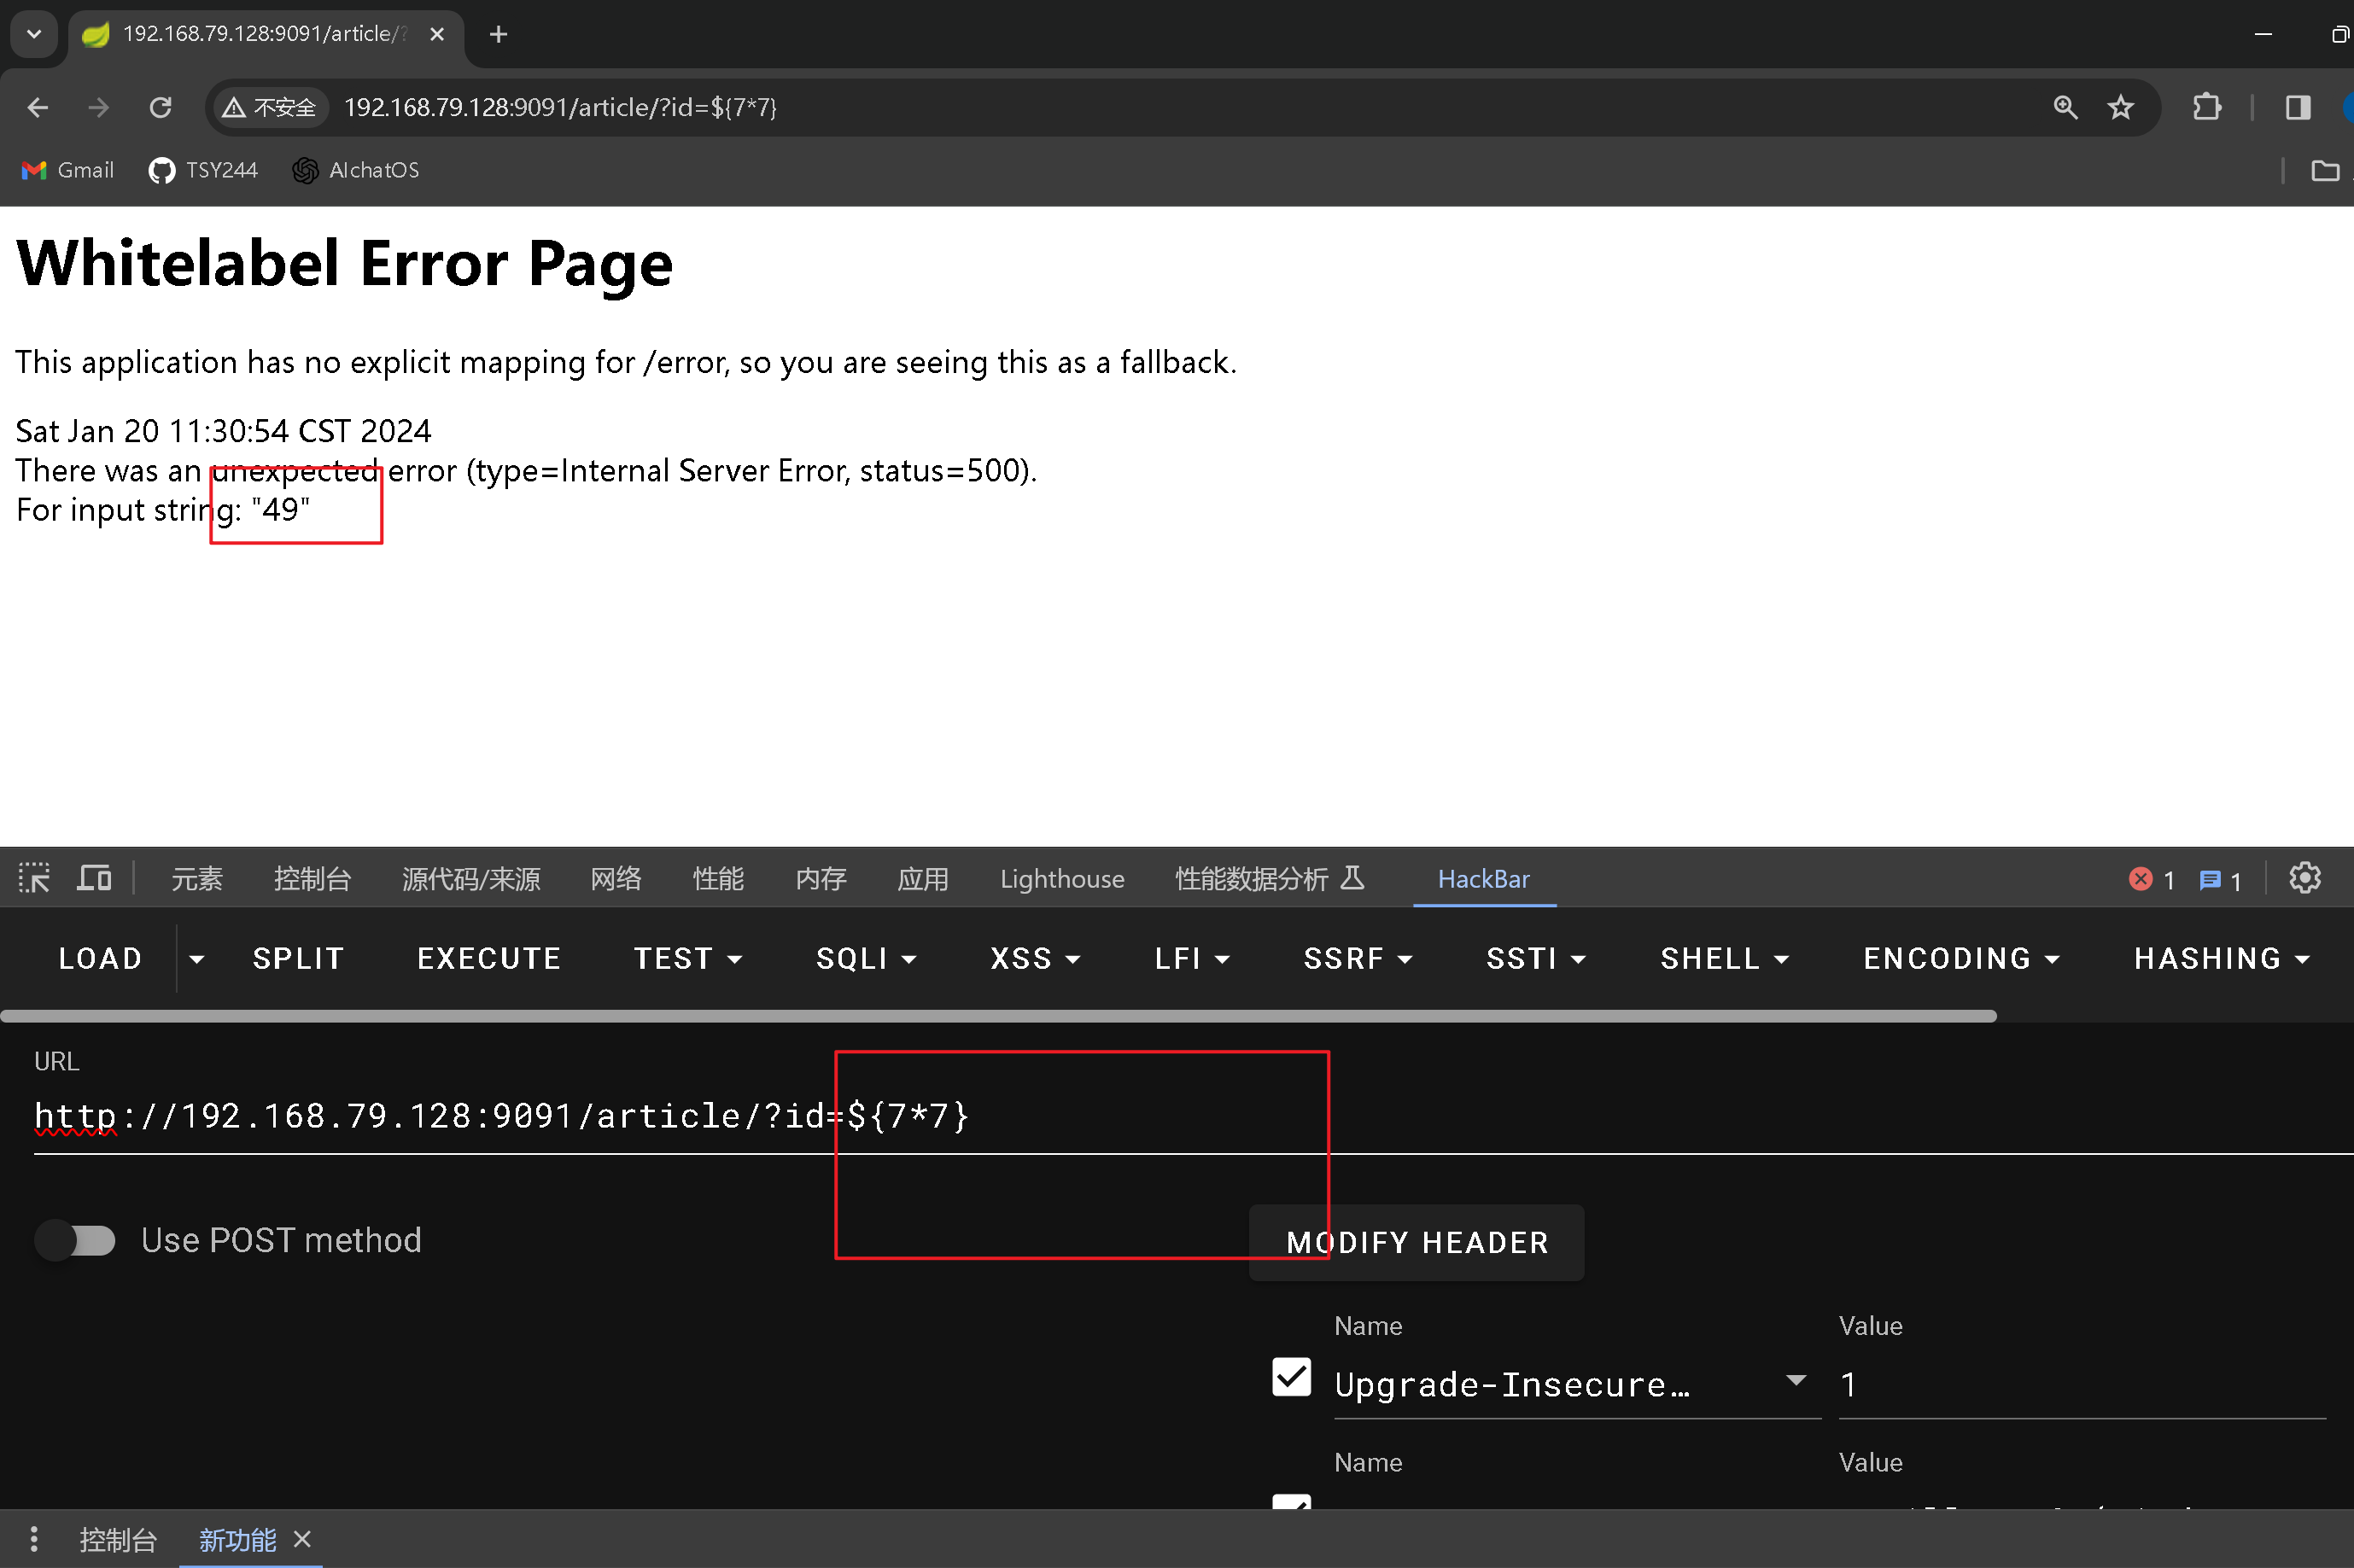 192.168.79.128:9091/article/?
不安全 192.168.79.128:9091/article/?id=${7*7}
Gmail TSY244 AIchatOS
Whitelabel Error Page
This application has no explicit mapping for /error, so you are seeing this as a fallback.
Sat Jan 20 11:30:54 CST 2024
There was an unexpected error (type=Internal Server Error, status=500).
For input string: "49"
元素 控制台 源代码/来源 网络 性能 内存 应用 Lighthouse 性能数据分析 HackBar 1 1
LOAD SPLIT EXECUTE TEST SQLI XSS LFI SSRF SSTI SHELL ENCODING HASHING
URL
http://192.168.79.128:9091/article/?id=${7*7}
Use POST method
MODIFY HEADER
Name Value
Upgrade-Insecure… 1
Name Value
控制台 新功能